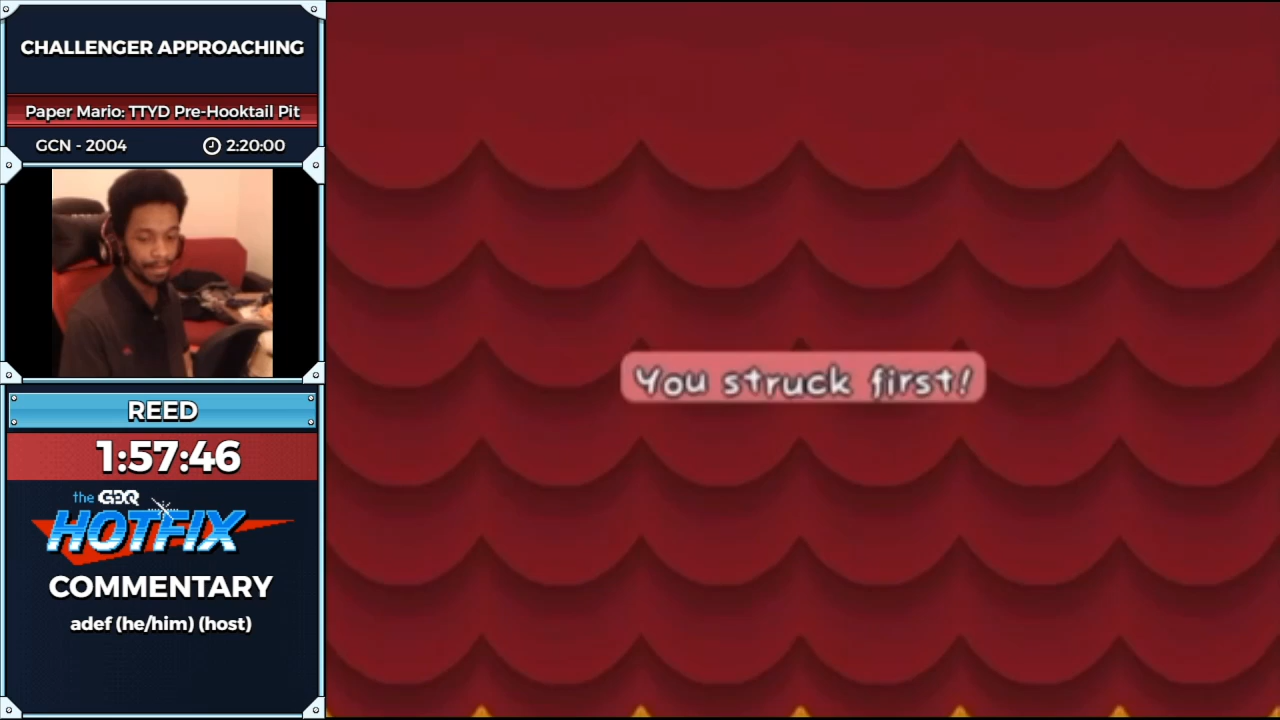 CHALLENGER APPROACHING
Paper Mario: TTYD Pre-Hooktail Pit
GCN - 2004
2:20:00
You struck first!
REED
1:57:46
the GDQ
HOTFIX
COMMENTARY
adef (he/him) (host)